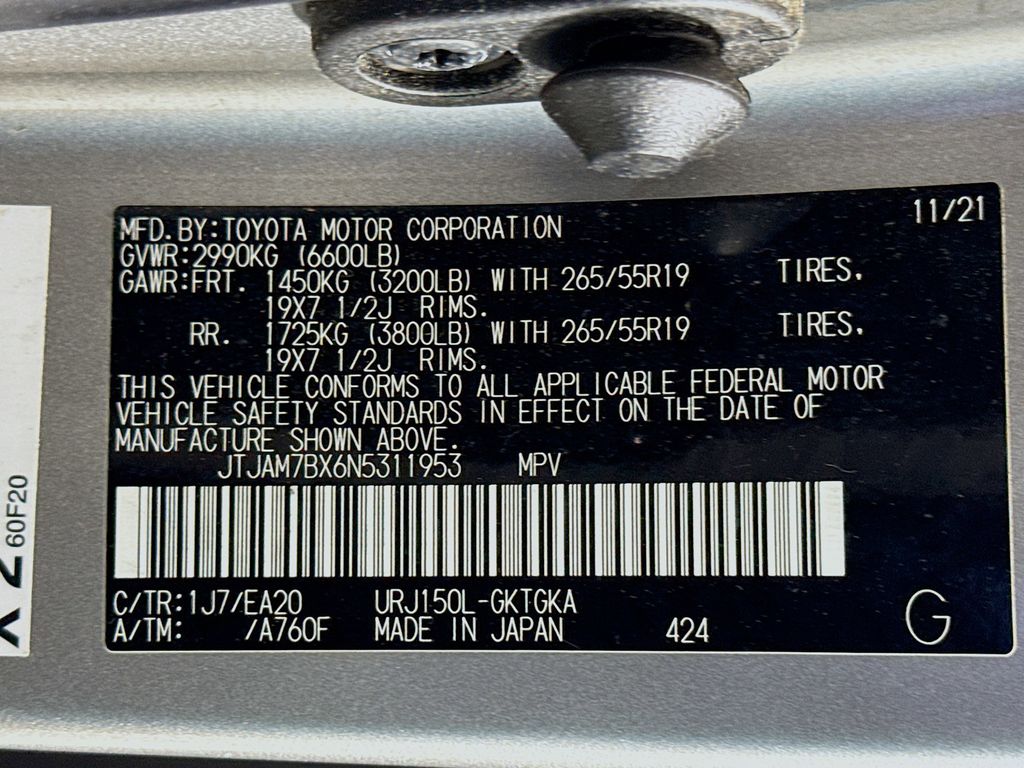 11/21
MFD. BY:TOYOTA MOTOR CORPORATION
GVWR:2990KG (6600LB)
GAWR:FRT. 1450KG (3200LB) WITH 265/55R19 TIRES,
19X7 1/2J RIMS.
RR. 1725KG (3800LB) WITH 265/55R19 TIRES,
19X7 1/2J RIMS.
THIS VEHICLE CONFORMS TO ALL APPLICABLE FEDERAL MOTOR
VEHICLE SAFETY STANDARDS IN EFFECT ON THE DATE OF
MANUFACTURE SHOWN ABOVE.
JTJAM7BX6N5311953 MPV
C/TR:1J7/EA20 URJ150L-GKTGKA
A/TM: /A760F MADE IN JAPAN 424 G
60F20